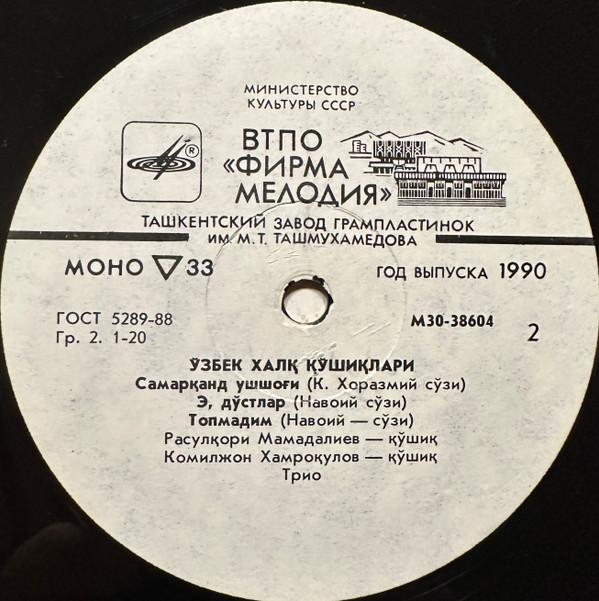 МИНИСТЕРСТВО
КУЛЬТУРЫ СССР
ВТПО
«ФИРМА
МЕЛОДИЯ»
®
ТАШКЕНТСКИЙ ЗАВОД ГРАМПЛАСТИНОК
ИМ. М. Т. ТАШМУХАМЕДОВА
МОНО ▽ 33
ГОД ВЫПУСКА 1990
ГОСТ 5289-88
Гр. 2. 1-20
М30-38604
2
ЎЗБЕК ХАЛҚ ҚЎШИҚЛАРИ
Самарқанд ушшоғи (К. Хоразмий сўзи)
Э, дўстлар (Навоий сўзи)
Топмадим (Навоий — сўзи)
Расулқори Мамадалиев — қўшиқ
Комилжон Хамроқулов — қўшиқ
Трио